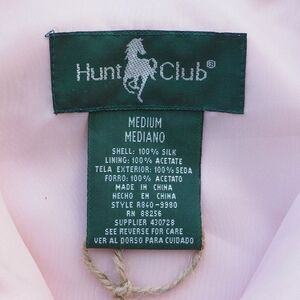 Hunt Club®
MEDIUM
MEDIANO
SHELL: 100% SILK
LINING: 100% ACETATE
TELA EXTERIOR: 100% SEDA
FORRO: 100% ACETATO
MADE IN CHINA
HECHO EN CHINA
STYLE R840-9980
RN 88256
SUPPLIER 430728
SEE REVERSE FOR CARE
VER AL DORSO PARA CUIDADO